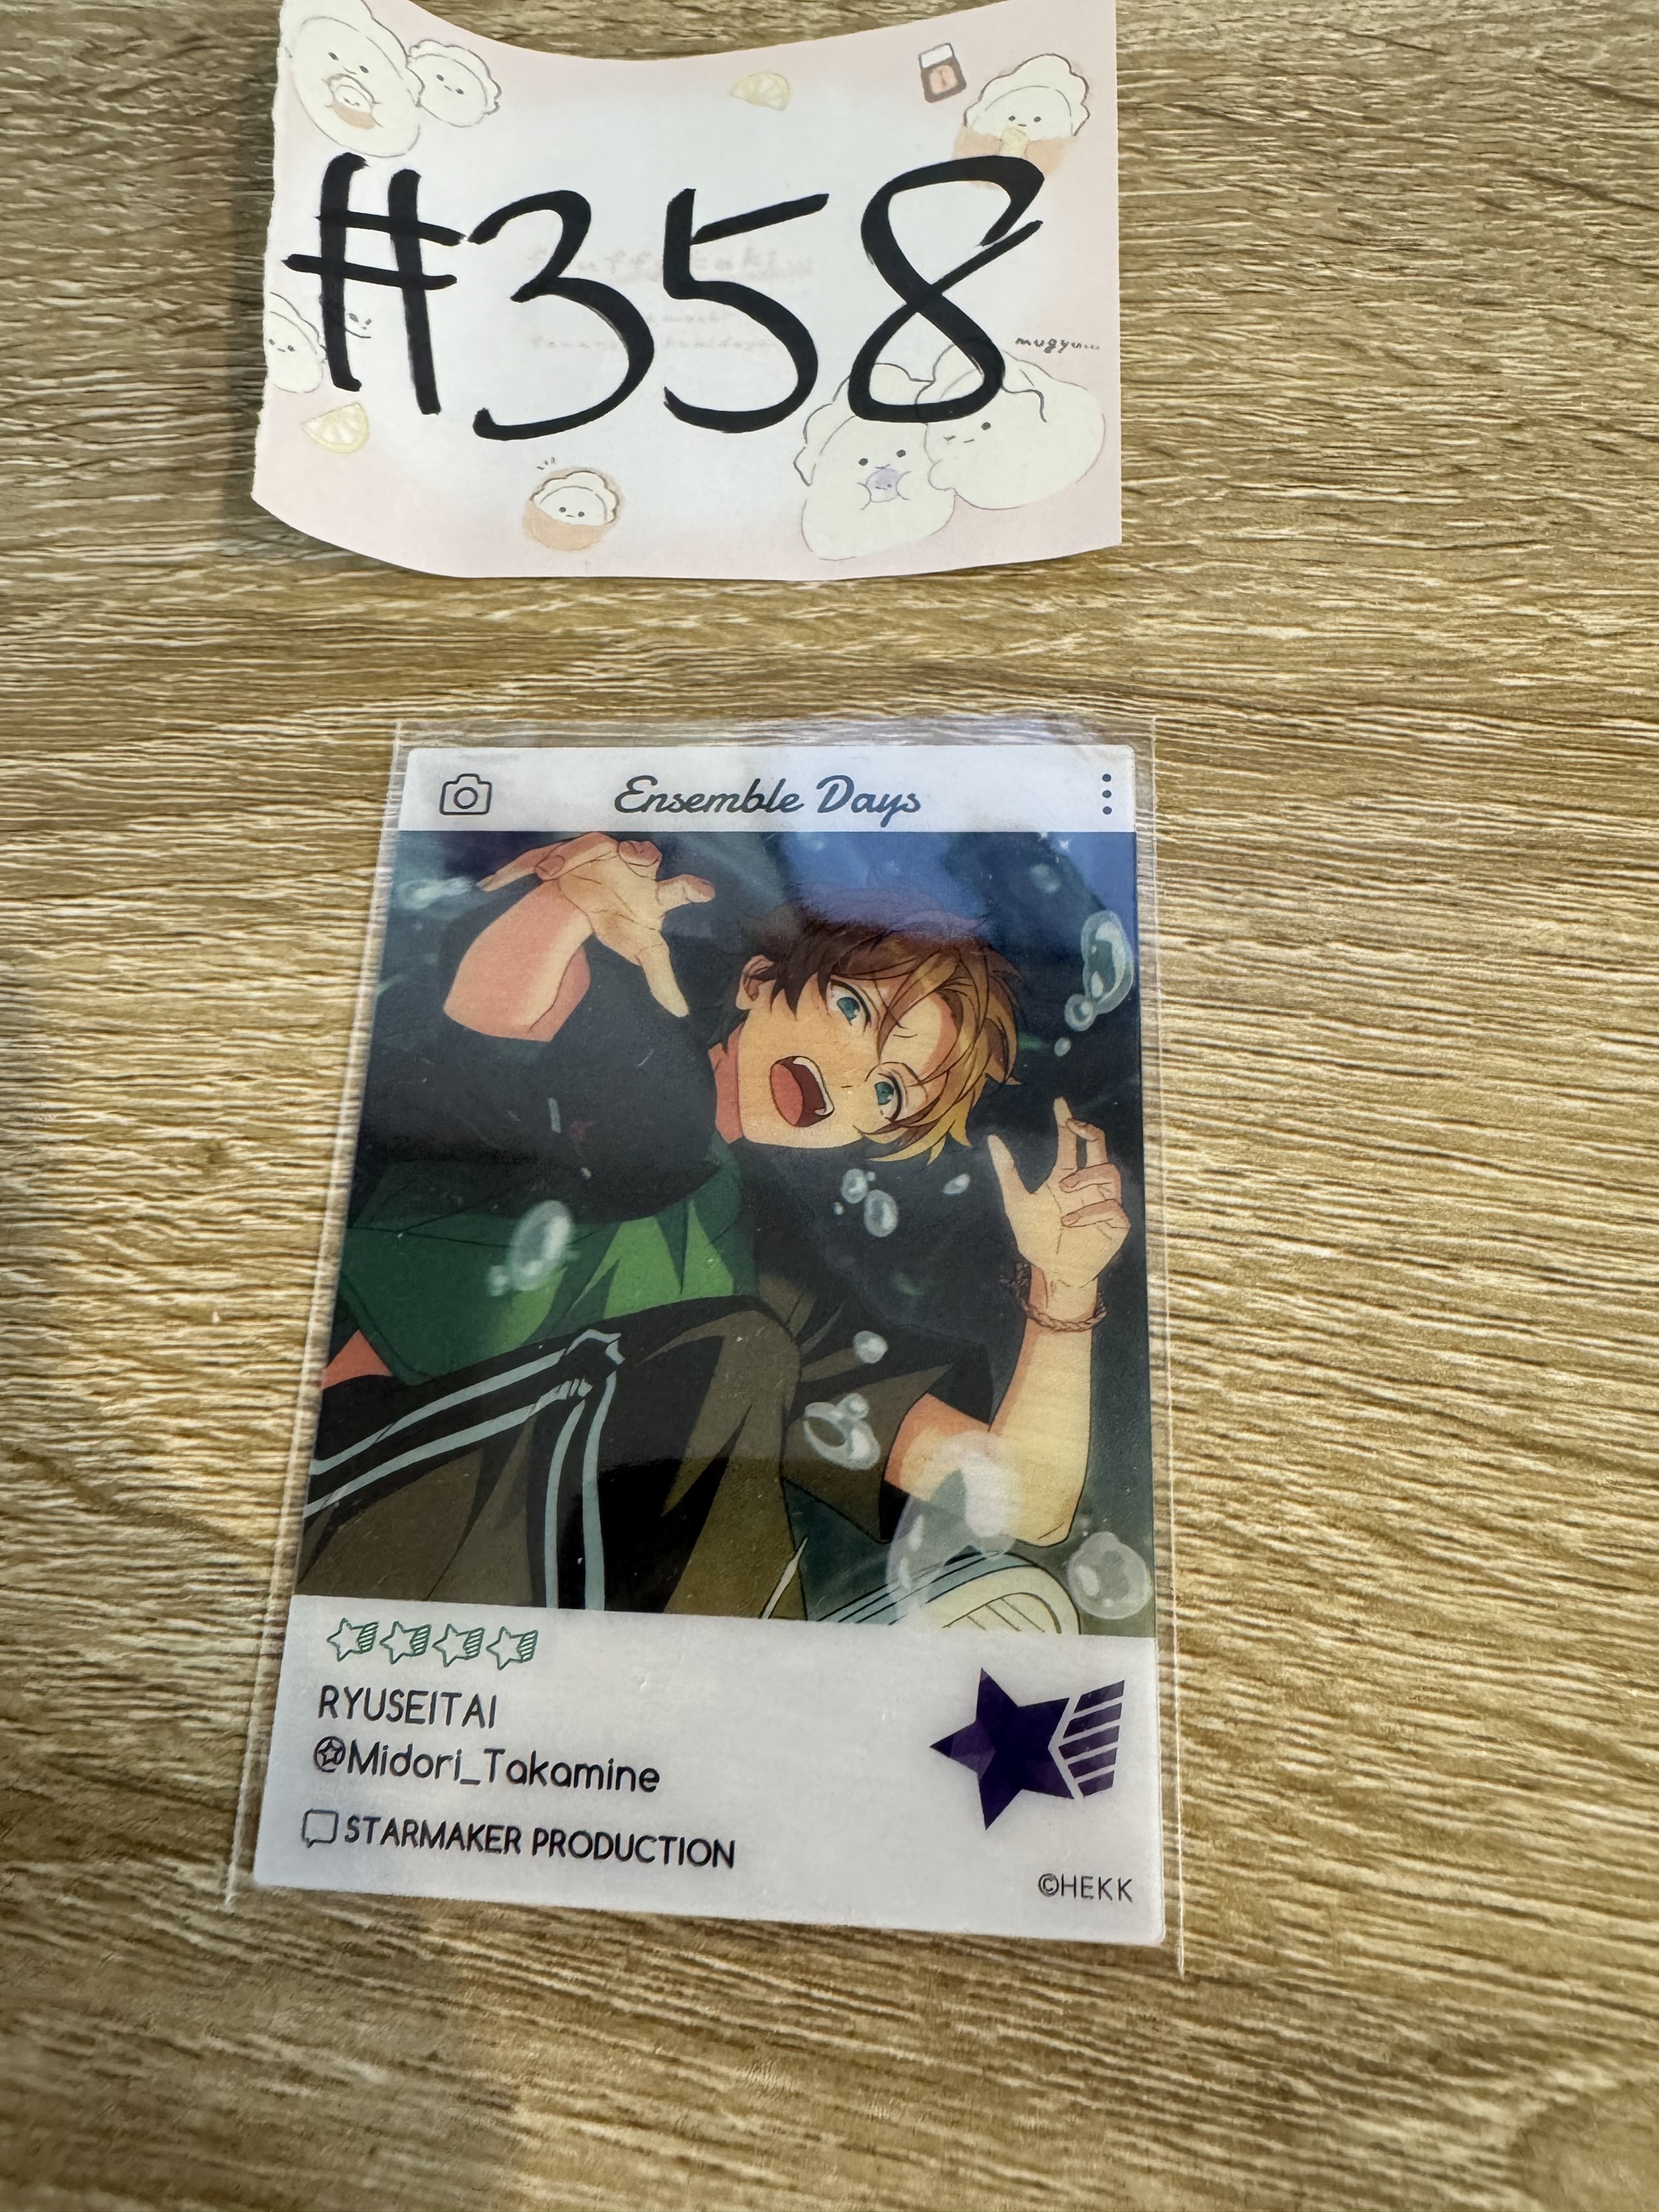 #358
mugyu...
Ensemble Days
RYUSEITAI
@Midori_Takamine
STARMAKER PRODUCTION
©HEKK